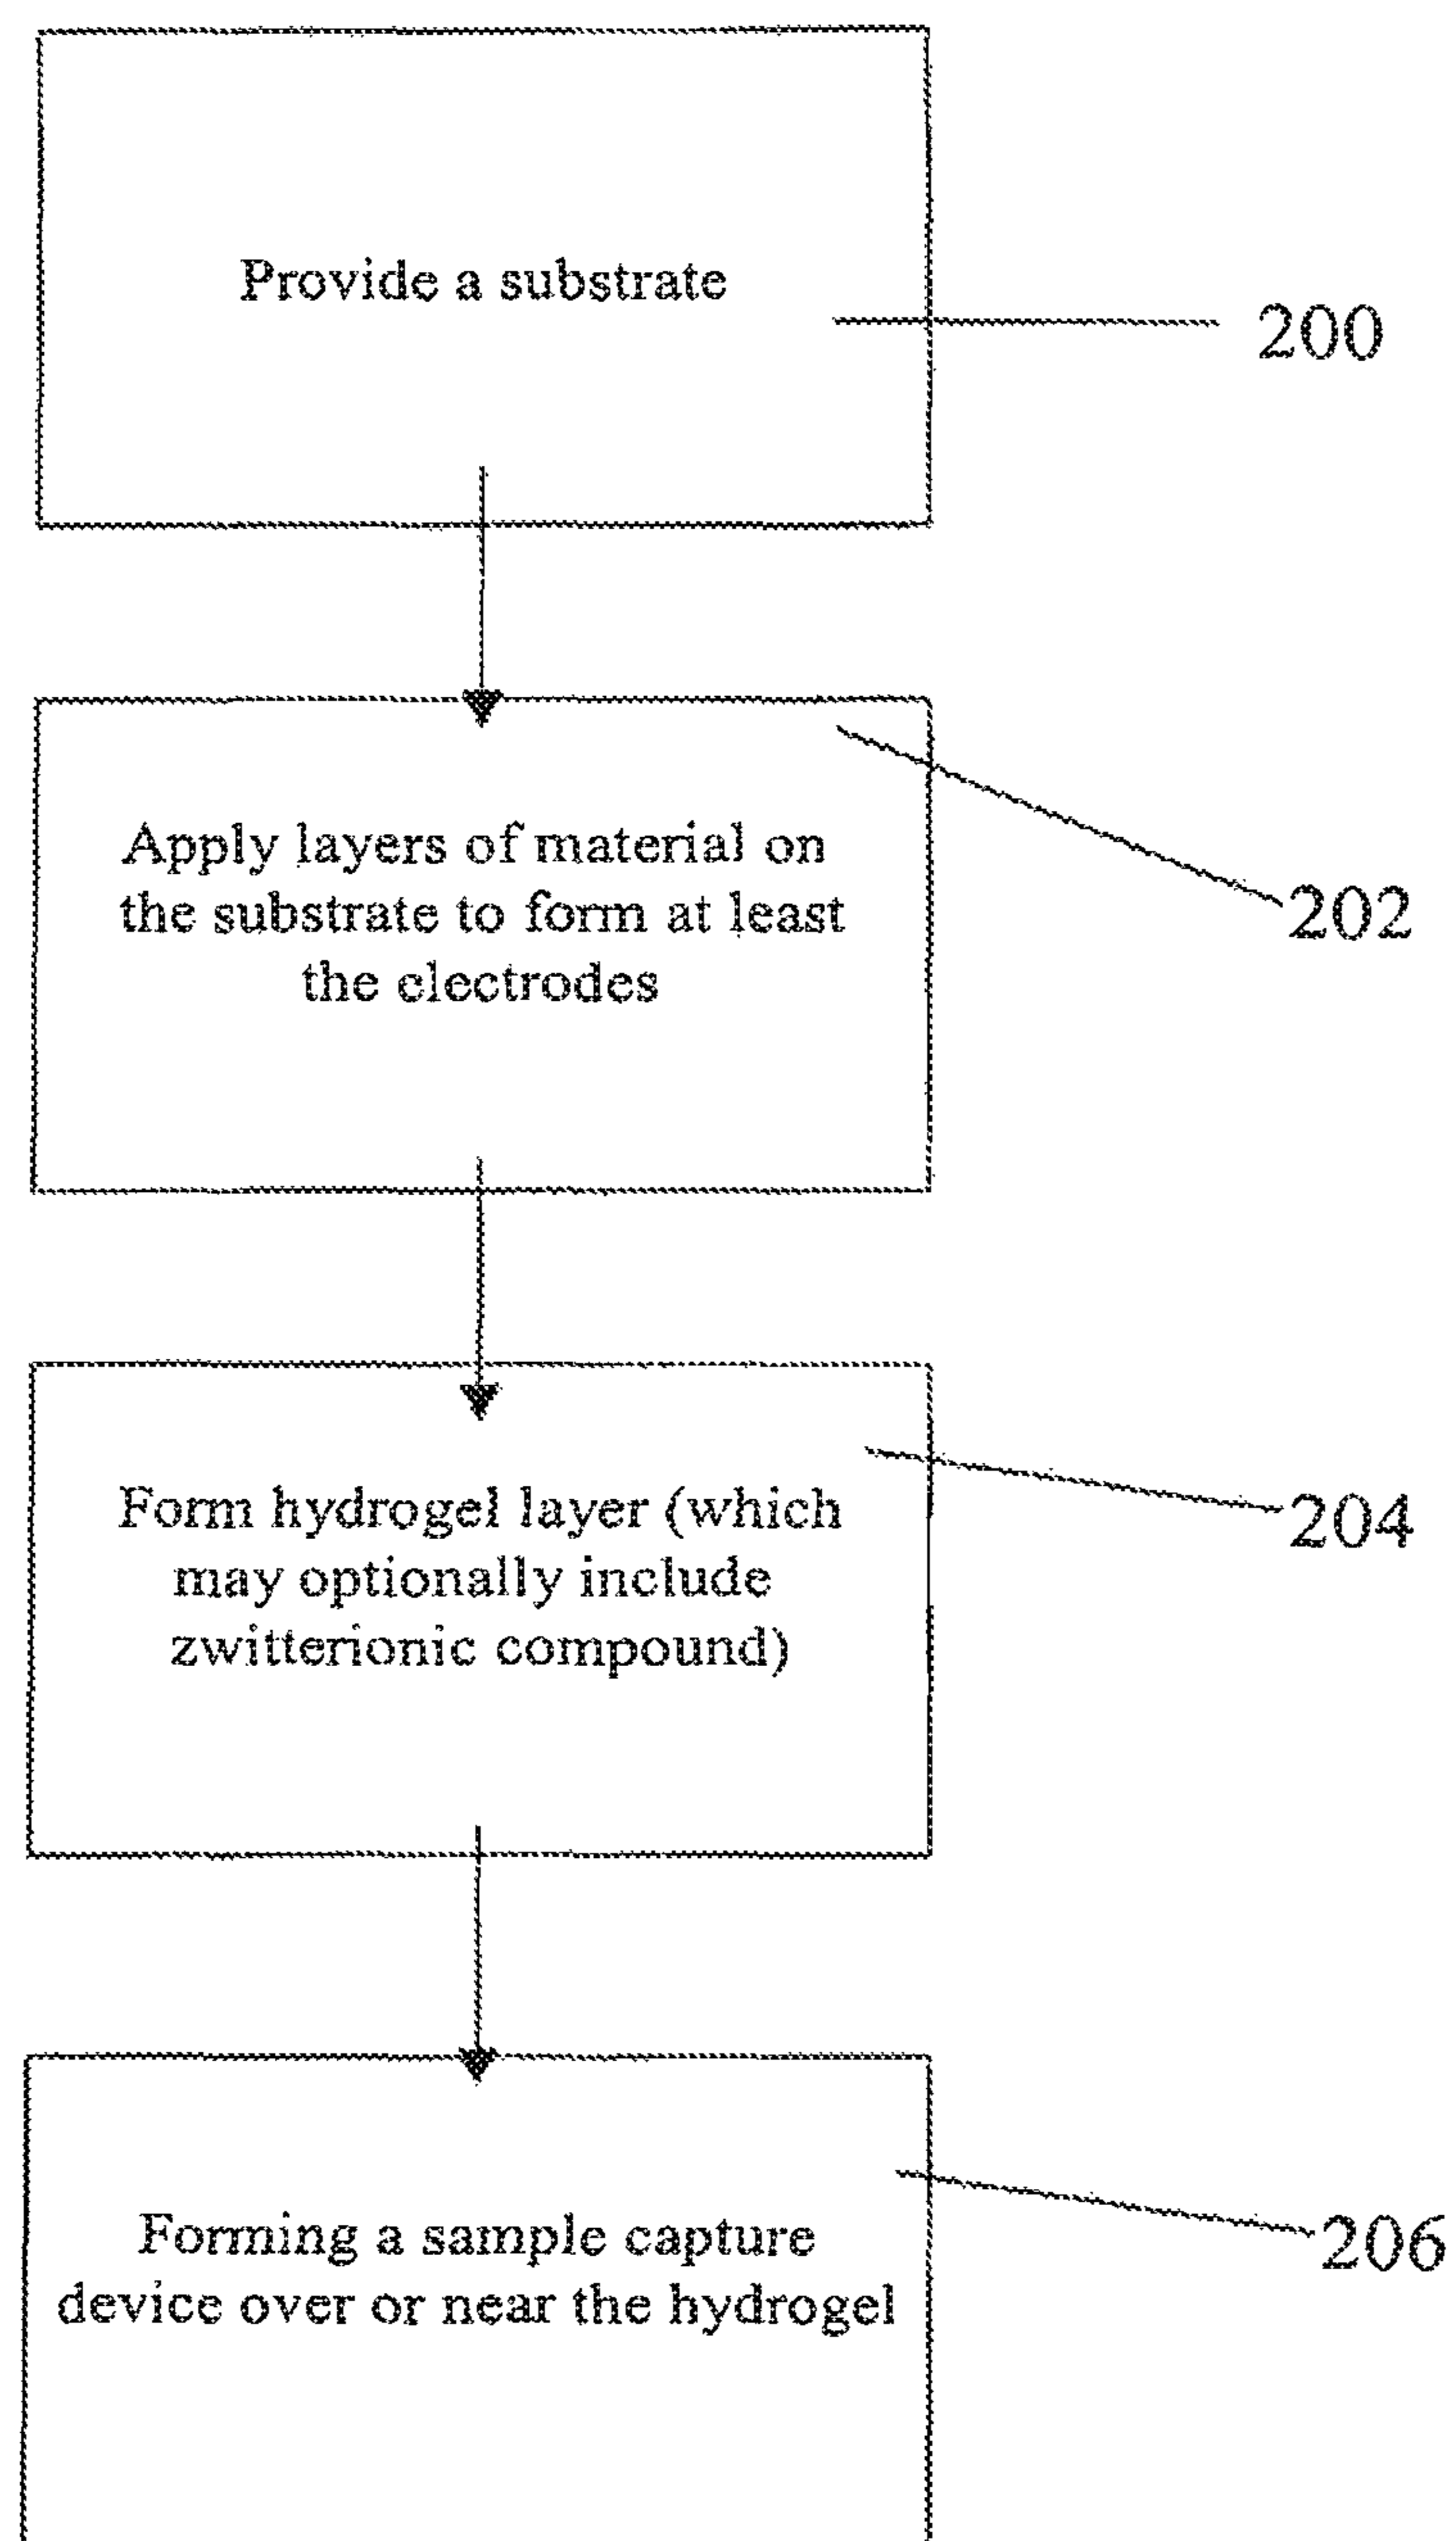 Provide a substrate
200
Apply layers of material on
the substrate to form at least
the electrodes
202
Form hydrogel layer (which
may optionally include
zwitterionic compound)
204
Forming a sample capture
device over or near the hydrogel
206